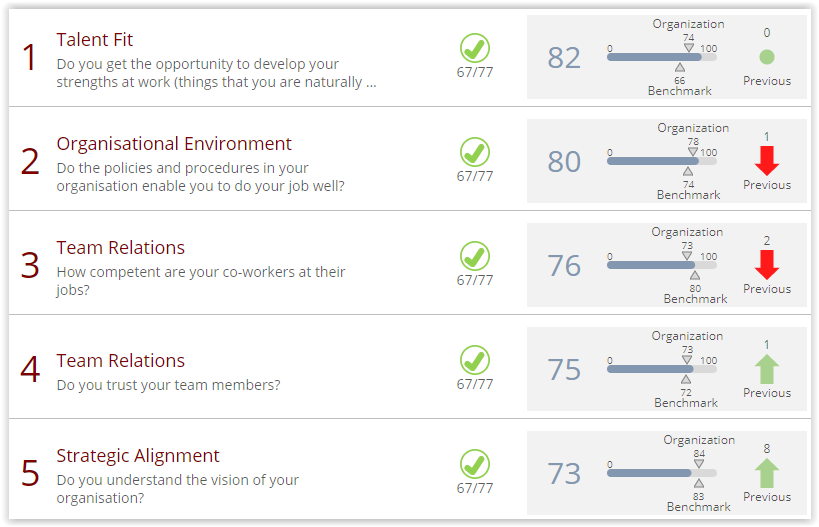 1
Talent Fit
Do you get the opportunity to develop your
strengths at work (things that you are naturally ...
67/77
82
Organization
74
0 100
66
Benchmark
0
Previous
2
Organisational Environment
Do the policies and procedures in your
organisation enable you to do your job well?
67/77
80
Organization
78
0 100
74
Benchmark
1
Previous
3
Team Relations
How competent are your co-workers at their
jobs?
67/77
76
Organization
73
0 100
80
Benchmark
2
Previous
4
Team Relations
Do you trust your team members?
67/77
75
Organization
73
0 100
72
Benchmark
1
Previous
5
Strategic Alignment
Do you understand the vision of your
organisation?
67/77
73
Organization
84
0 100
83
Benchmark
8
Previous